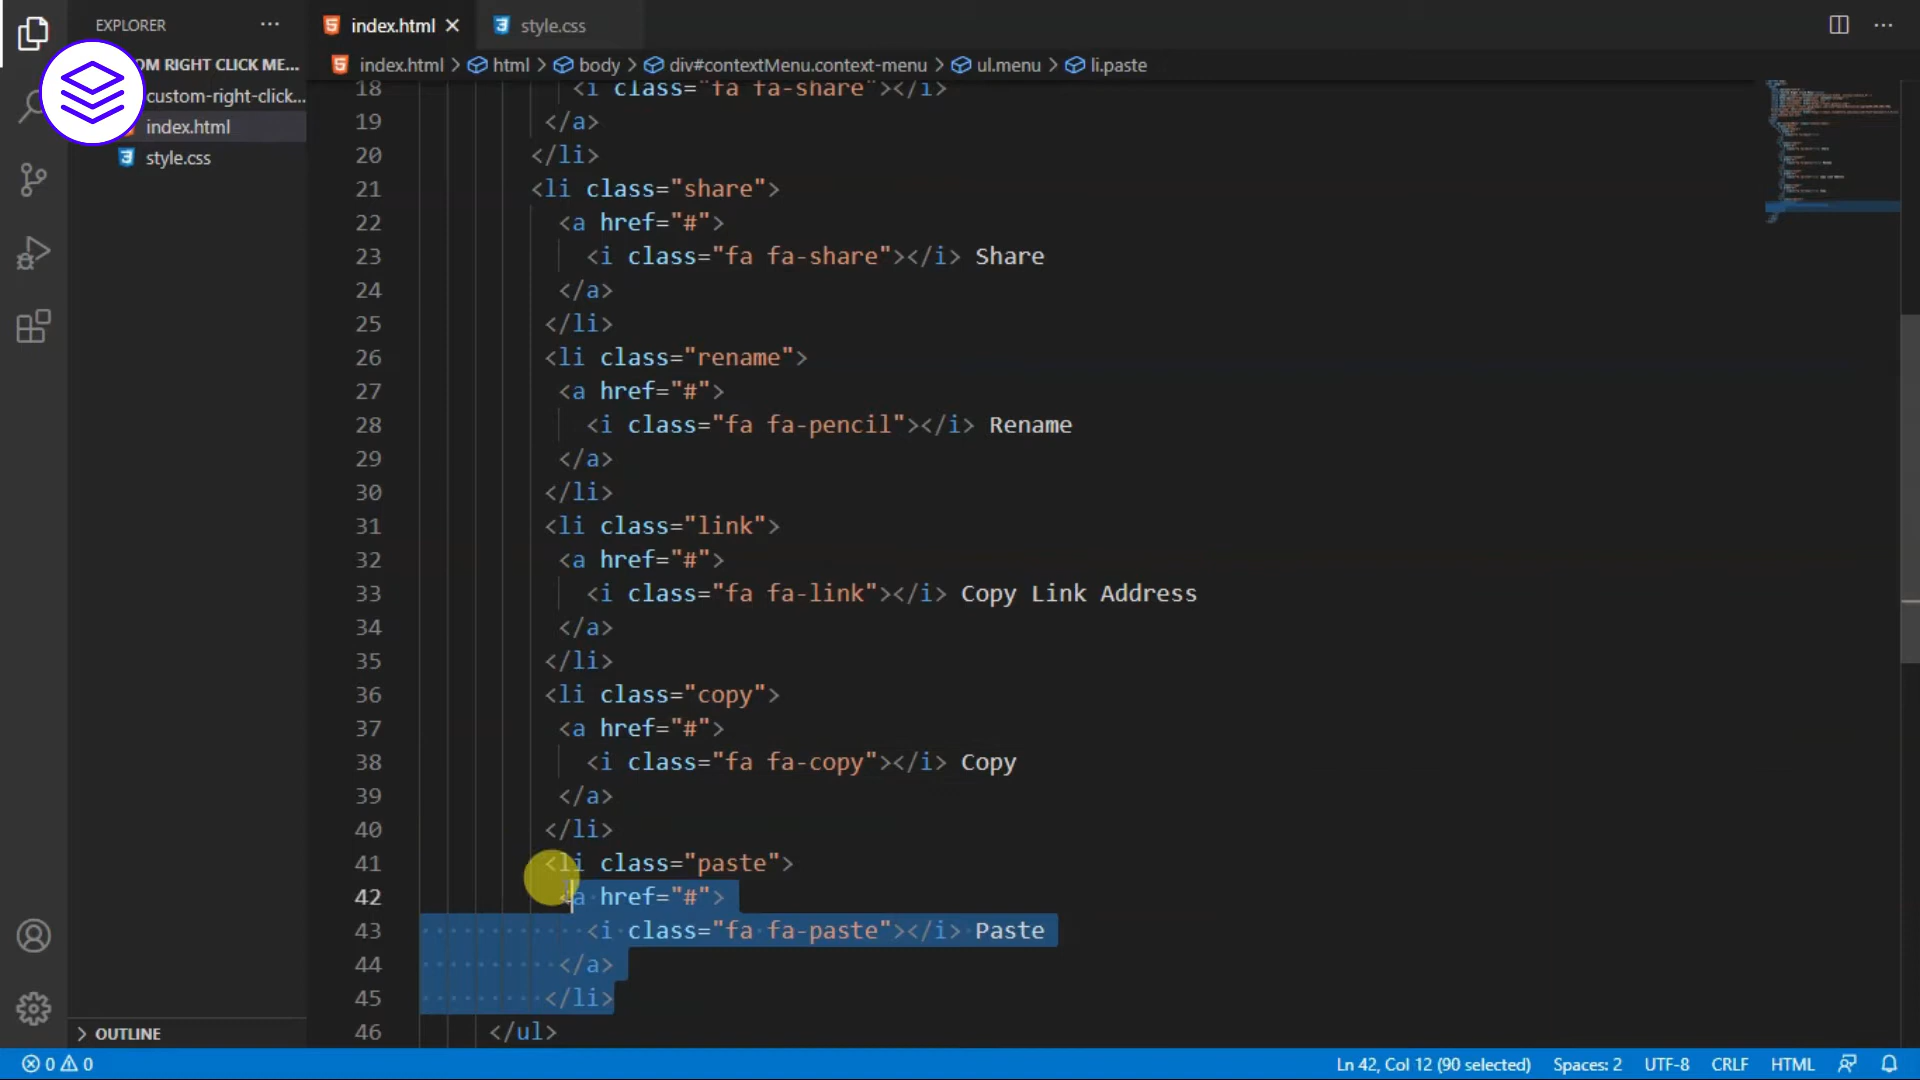 EXPLORER ···
index.html
style.css
OM RIGHT CLICK ME...
custom-right-click...
index.html
style.css
OUTLINE
index.html > html > body > div#contextMenu.context-menu > ul.menu > li.paste
18 <i class="fa fa-share"></i>
19 </a>
20 </li>
21 <li class="share">
22 <a href="#">
23 <i class="fa fa-share"></i> Share
24 </a>
25 </li>
26 <li class="rename">
27 <a href="#">
28 <i class="fa fa-pencil"></i> Rename
29 </a>
30 </li>
31 <li class="link">
32 <a href="#">
33 <i class="fa fa-link"></i> Copy Link Address
34 </a>
35 </li>
36 <li class="copy">
37 <a href="#">
38 <i class="fa fa-copy"></i> Copy
39 </a>
40 </li>
41 <li class="paste">
42 <a href="#">
43 <i class="fa fa-paste"></i> Paste
44 </a>
45 </li>
46 </ul>
0 0
Ln 42, Col 12 (90 selected) Spaces: 2 UTF-8 CRLF HTML